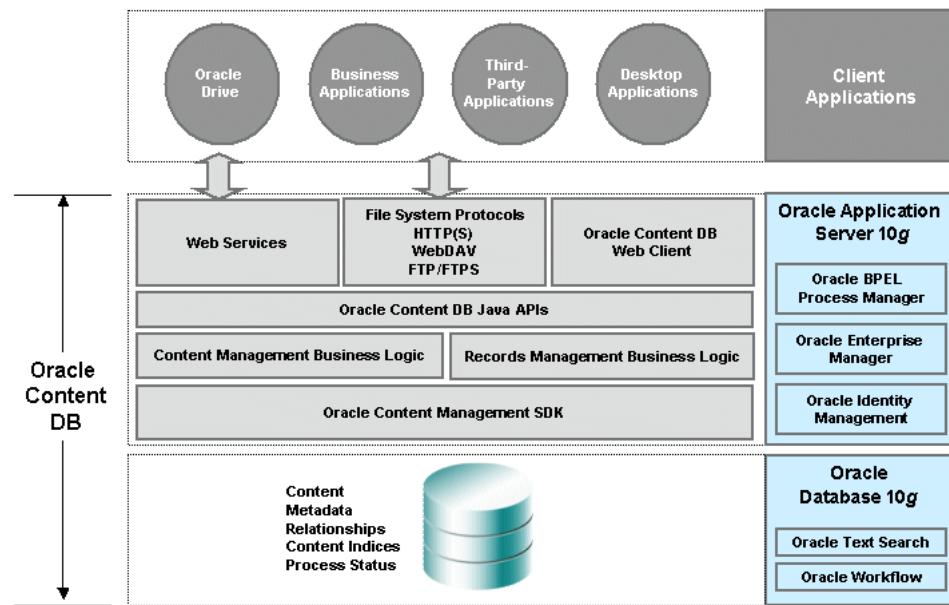 Oracle
Drive
Business
Applications
Third-
Party
Applications
Desktop
Applications
Client
Applications
Oracle
Content
DB
Web Services
File System Protocols
HTTP(S)
WebDAV
FTP/FTPS
Oracle Content DB
Web Client
Oracle Content DB Java APIs
Content Management Business Logic
Records Management Business Logic
Oracle Content Management SDK
Oracle Application
Server 10g
Oracle BPEL
Process Manager
Oracle Enterprise
Manager
Oracle Identity
Management
Content
Metadata
Relationships
Content Indices
Process Status
Oracle
Database 10g
Oracle Text Search
Oracle Workflow